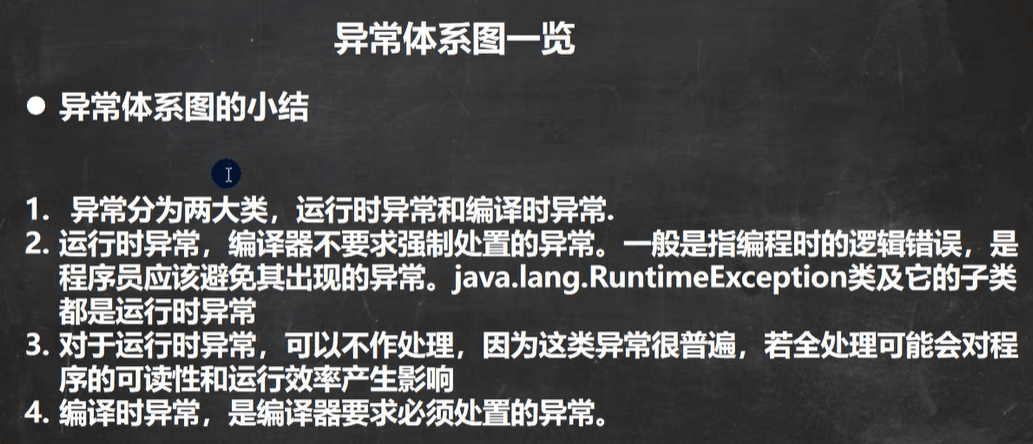 异常体系图一览
● 异常体系图的小结
1. 异常分为两大类，运行时异常和编译时异常.
2. 运行时异常，编译器不要求强制处置的异常。一般是指编程时的逻辑错误，是
程序员应该避免其出现的异常。java.lang.RuntimeException类及它的子类
都是运行时异常
3. 对于运行时异常，可以不作处理，因为这类异常很普遍，若全处理可能会对程
序的可读性和运行效率产生影响
4. 编译时异常，是编译器要求必须处置的异常。